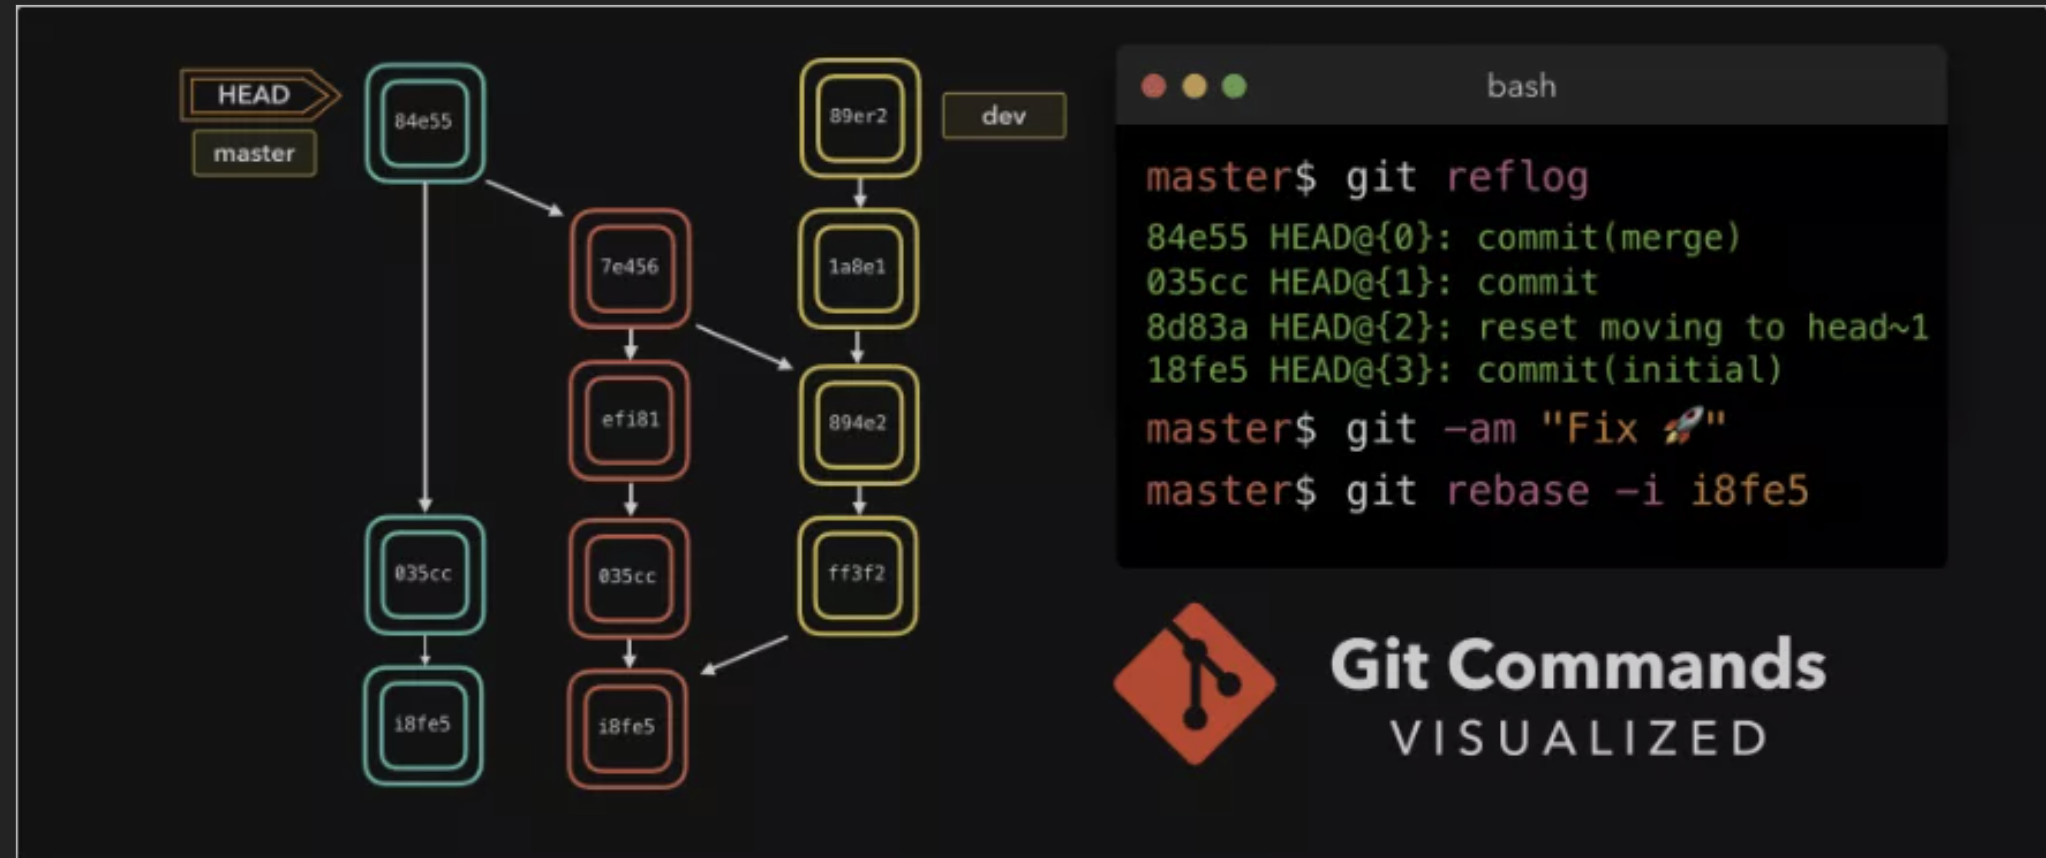 HEAD
master
84e55
7e456
efi81
035cc
i8fe5
035cc
i8fe5
89er2
1a8e1
894e2
ff3f2
dev
bash
master$ git reflog
84e55 HEAD@{0}: commit(merge)
035cc HEAD@{1}: commit
8d83a HEAD@{2}: reset moving to head~1
18fe5 HEAD@{3}: commit(initial)
master$ git –am "Fix 🚀"
master$ git rebase –i i8fe5
Git Commands
VISUALIZED